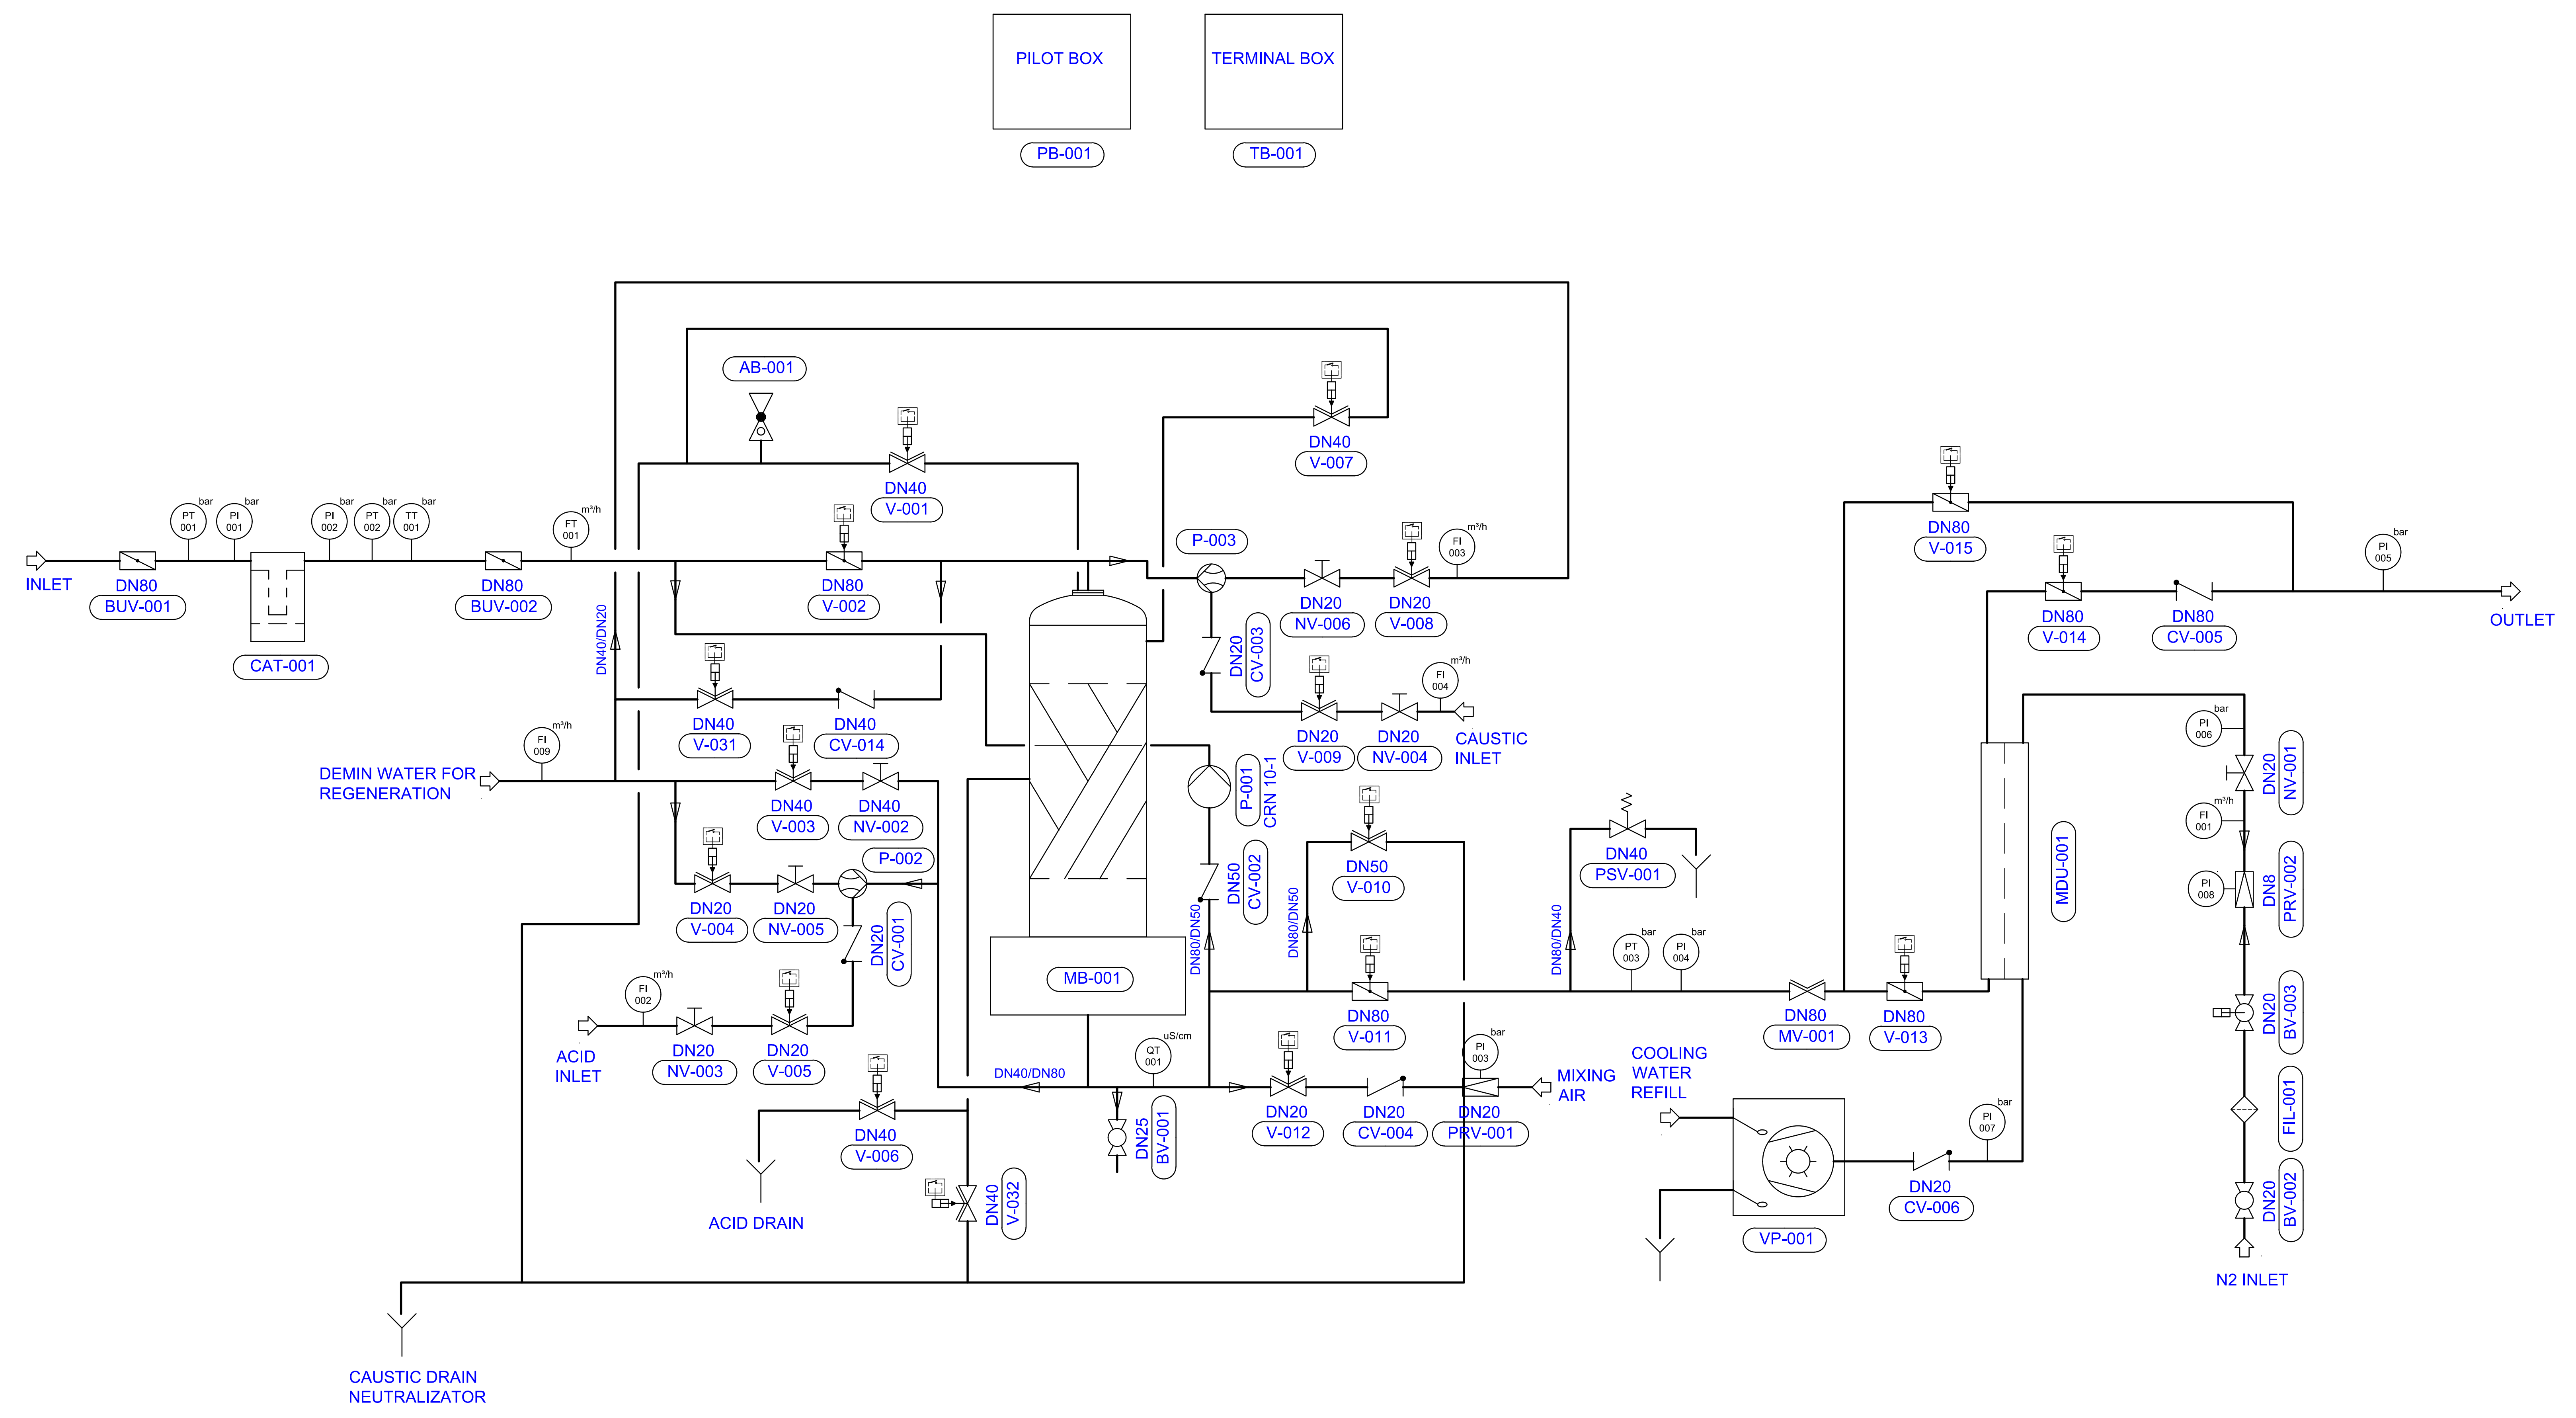 PILOT BOX
PB-001
TERMINAL BOX
TB-001
AB-001
DN40
V-007
DN40
V-001
INLET
DN80
BUV-001
bar
PT
001
bar
PI
001
CAT-001
bar
PI
002
bar
PT
002
bar
TT
001
DN80
BUV-002
m³/h
FT
001
DN80
V-002
P-003
DN20
NV-006
DN20
V-008
m³/h
FI
003
DN20
CV-003
DN20
V-009
DN20
NV-004
m³/h
FI
004
CAUSTIC
INLET
DN80
V-015
DN80
V-014
DN80
CV-005
bar
PI
005
OUTLET
DN40/DN20
DN40
V-031
DN40
CV-014
m³/h
FI
009
DEMIN WATER FOR
REGENERATION
DN40
V-003
DN40
NV-002
P-002
DN20
V-004
DN20
NV-005
DN20
CV-001
m³/h
FI
002
ACID
INLET
DN20
NV-003
DN20
V-005
P-001
CRN 10-1
DN50
CV-002
DN80/DN50
DN80/DN50
DN50
V-010
DN80
V-011
DN80/DN40
DN40
PSV-001
bar
PT
003
bar
PI
004
DN80
MV-001
DN80
V-013
MDU-001
bar
PI
006
DN20
NV-001
m³/h
FI
001
PI
008
DN8
PRV-002
DN20
BV-003
FIL-001
DN20
BV-002
N2 INLET
MB-001
uS/cm
QT
001
DN40/DN80
DN25
BV-001
DN20
V-012
DN20
CV-004
bar
PI
003
DN20
PRV-001
MIXING
AIR
COOLING
WATER
REFILL
VP-001
DN20
CV-006
bar
PI
007
DN40
V-006
ACID DRAIN
DN40
V-032
CAUSTIC DRAIN
NEUTRALIZATOR